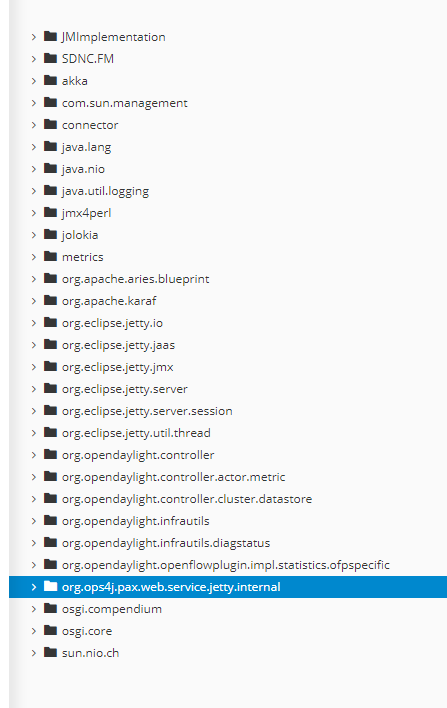 JMImplementation
SDNC.FM
akka
com.sun.management
connector
java.lang
java.nio
java.util.logging
jmx4perl
jolokia
metrics
org.apache.aries.blueprint
org.apache.karaf
org.eclipse.jetty.io
org.eclipse.jetty.jaas
org.eclipse.jetty.jmx
org.eclipse.jetty.server
org.eclipse.jetty.server.session
org.eclipse.jetty.util.thread
org.opendaylight.controller
org.opendaylight.controller.actor.metric
org.opendaylight.controller.cluster.datastore
org.opendaylight.infrautils
org.opendaylight.infrautils.diagstatus
org.opendaylight.openflowplugin.impl.statistics.ofpspecific
org.ops4j.pax.web.service.jetty.internal
osgi.compendium
osgi.core
sun.nio.ch